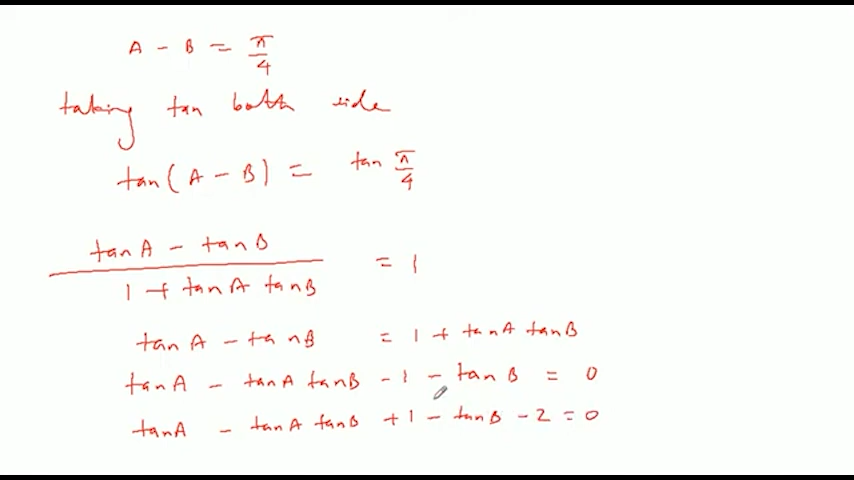 A - B = π/4
taking tan both side
tan(A - B) = tan π/4
tanA - tanB / 1 + tanA tanB = 1
tanA - tanB = 1 + tanA tanB
tanA - tanA tanB - 1 - tanB = 0
tanA - tanA tanB + 1 - tanB - 2 = 0